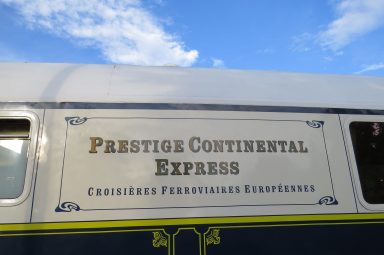 PRESTIGE CONTINENTAL
EXPRESS
CROISIÈRES FERROVIAIRES EUROPÉENNES